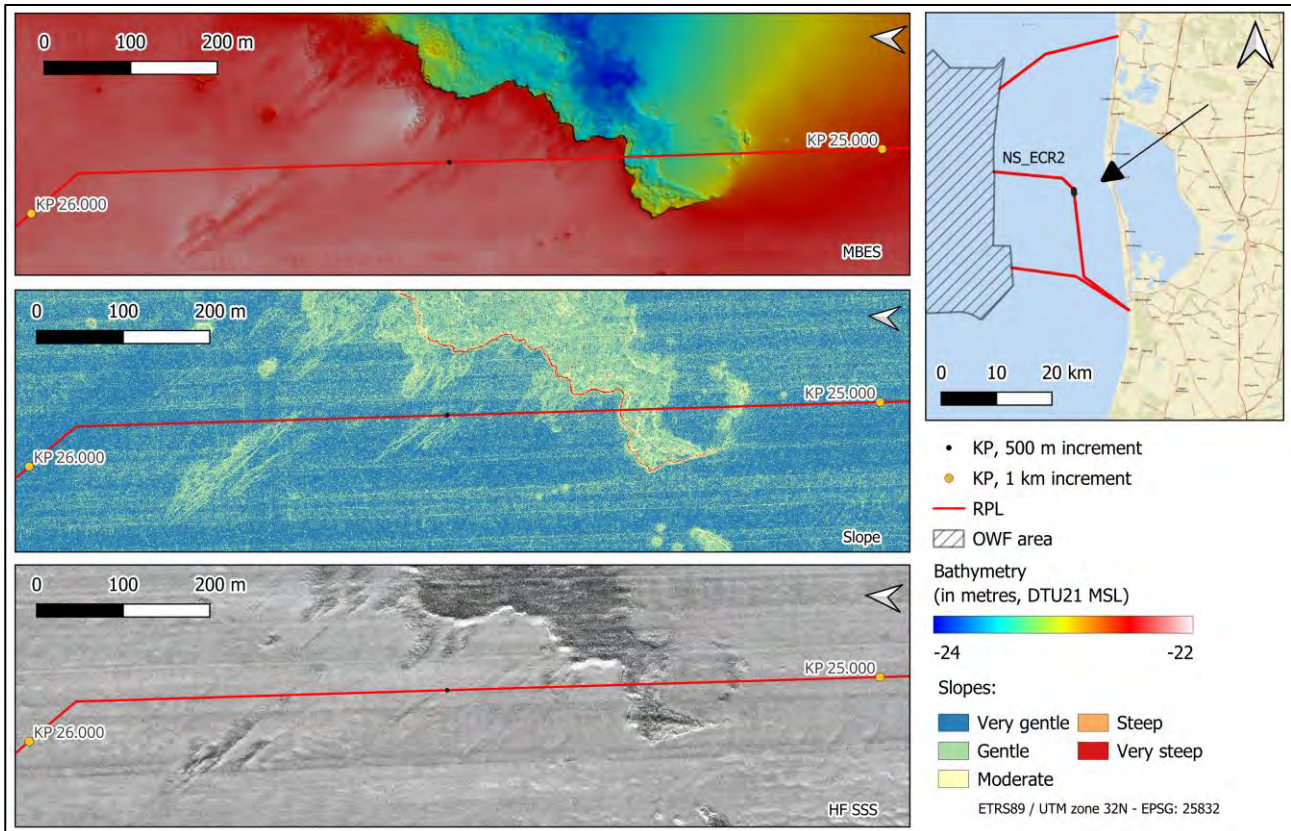 0 100 200 m
KP 25.000
KP 26.000
MBES
0 100 200 m
KP 25.000
KP 26.000
Slope
0 100 200 m
KP 25.000
KP 26.000
HF SSS
NS_ECR2
0 10 20 km
KP, 500 m increment
KP, 1 km increment
RPL
OWF area
Bathymetry
(in metres, DTU21 MSL)
-24 -22
Slopes:
Very gentle Steep
Gentle Very steep
Moderate
ETRS89 / UTM zone 32N - EPSG: 25832